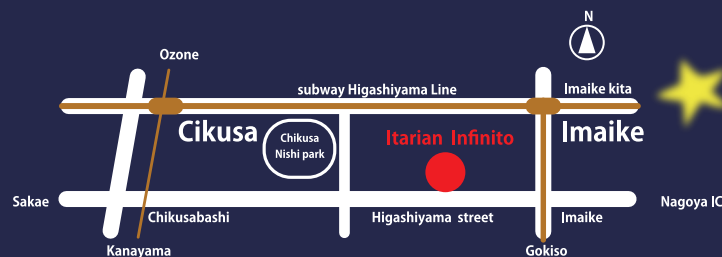 N
Ozone
subway Higashiyama Line
Imaike kita
Cikusa
Chikusa
Nishi park
Itarian Infinito
Imaike
Sakae
Chikusabashi
Higashiyama street
Imaike
Nagoya IC
Kanayama
Gokiso